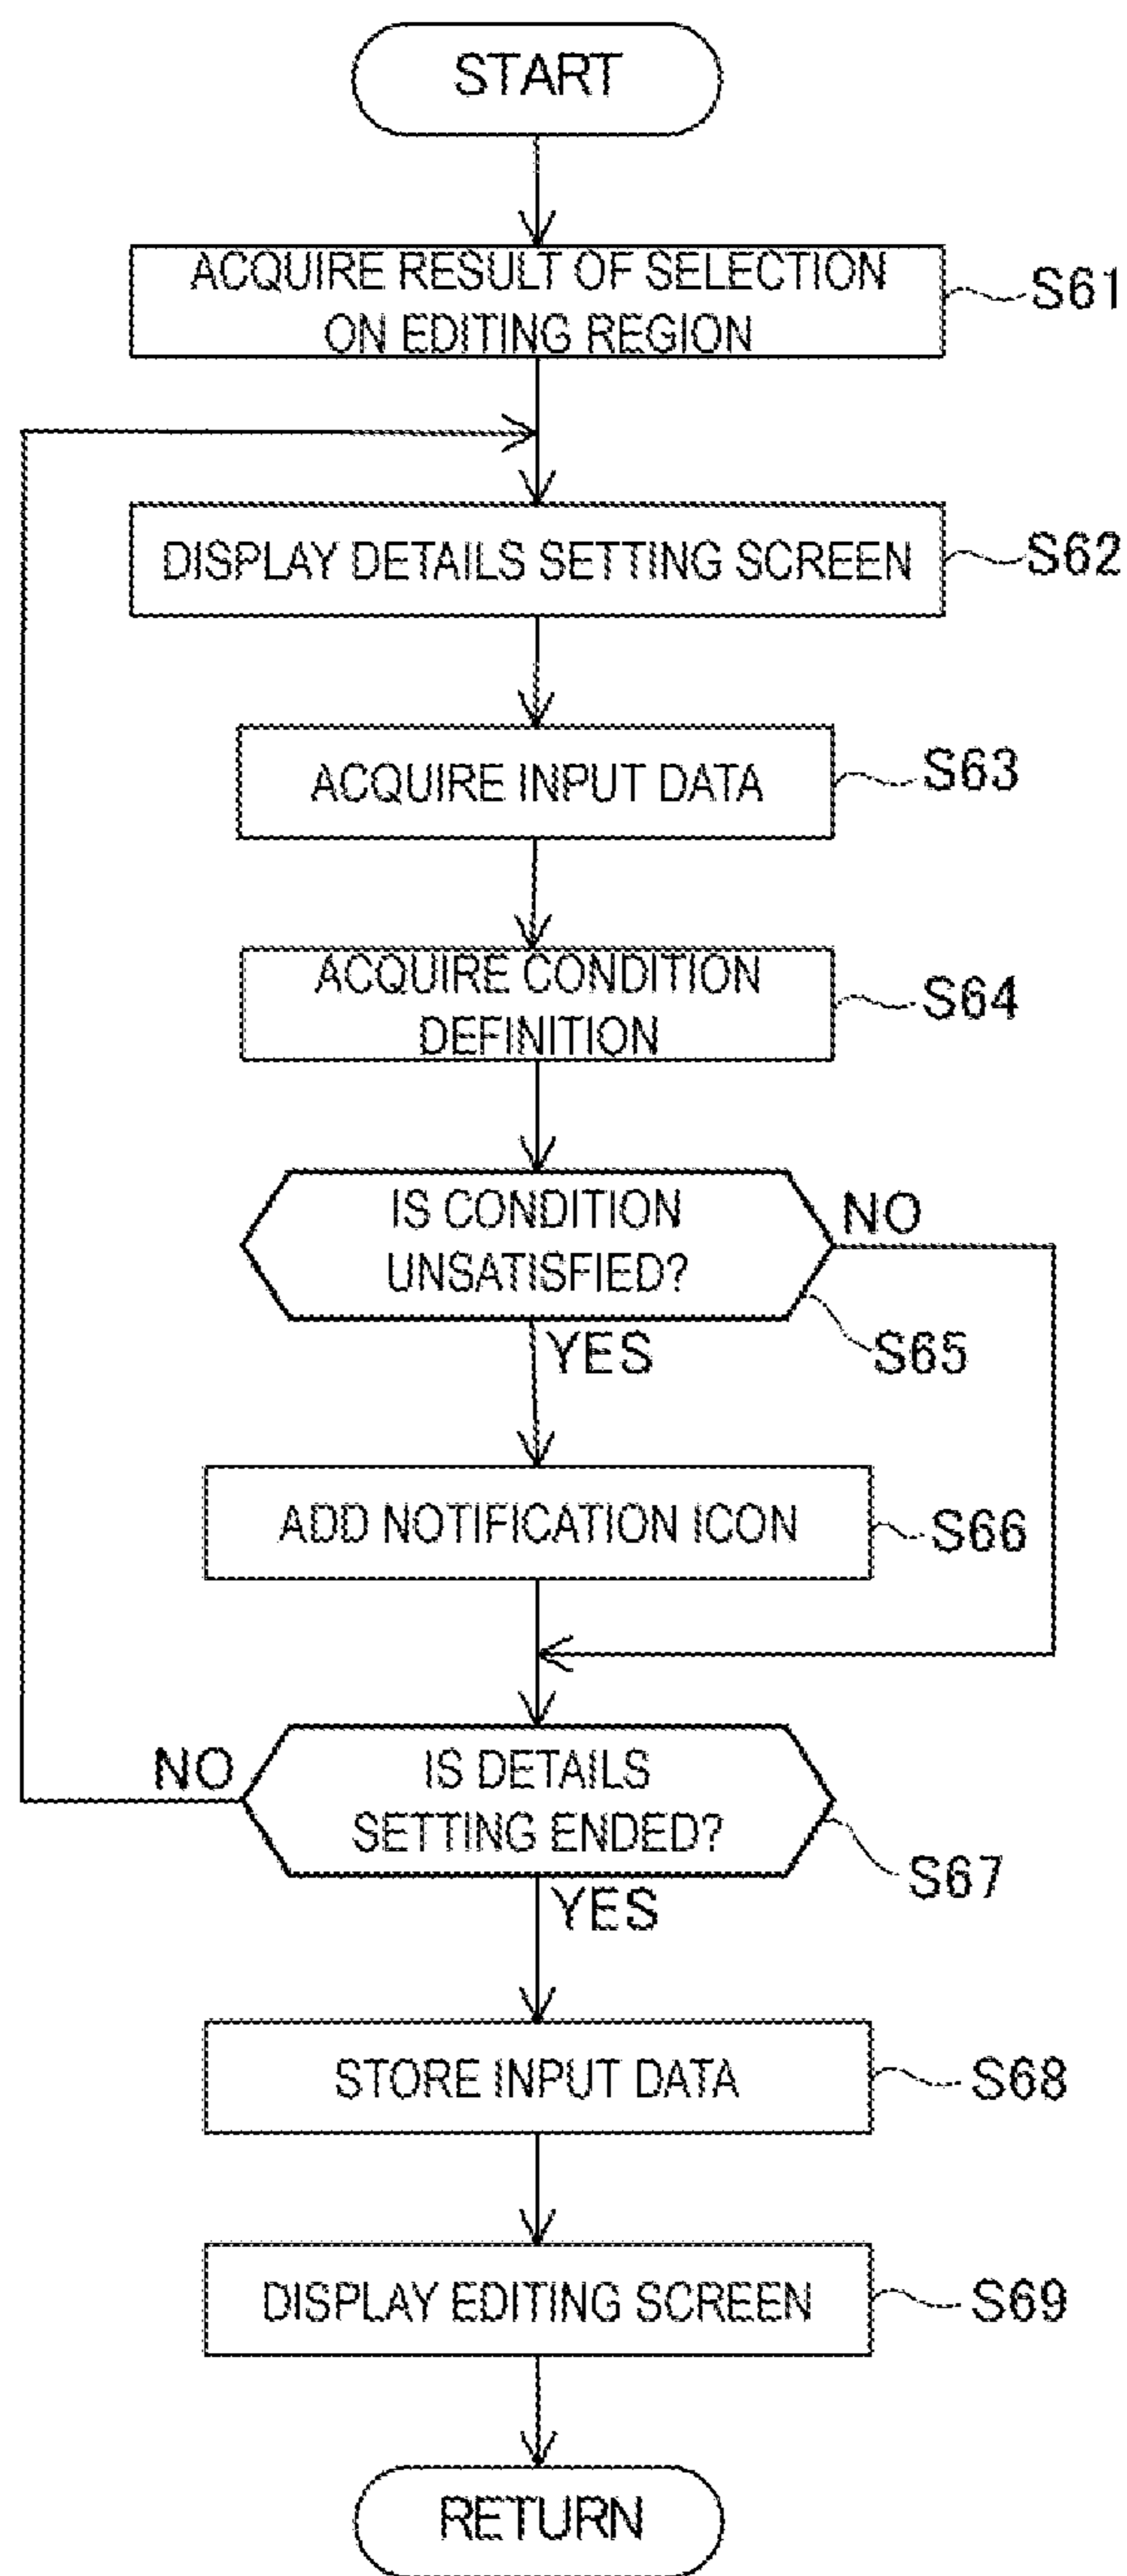 START
ACQUIRE RESULT OF SELECTION
ON EDITING REGION
S61
DISPLAY DETAILS SETTING SCREEN
S62
ACQUIRE INPUT DATA
S63
ACQUIRE CONDITION
DEFINITION
S64
IS CONDITION
UNSATISFIED?
NO
S65
YES
ADD NOTIFICATION ICON
S66
IS DETAILS
SETTING ENDED?
NO
S67
YES
STORE INPUT DATA
S68
DISPLAY EDITING SCREEN
S69
RETURN